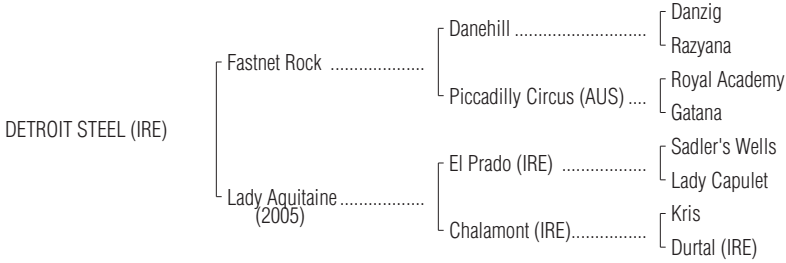 Danzig
Danehill ............................
Razyana
Fastnet Rock ....................
Royal Academy
Piccadilly Circus (AUS) ....
Gatana
DETROIT STEEL (IRE)
Sadler's Wells
El Prado (IRE) ..................
Lady Capulet
Lady Aquitaine ..................
(2005)
Kris
Chalamont (IRE)................
Durtal (IRE)